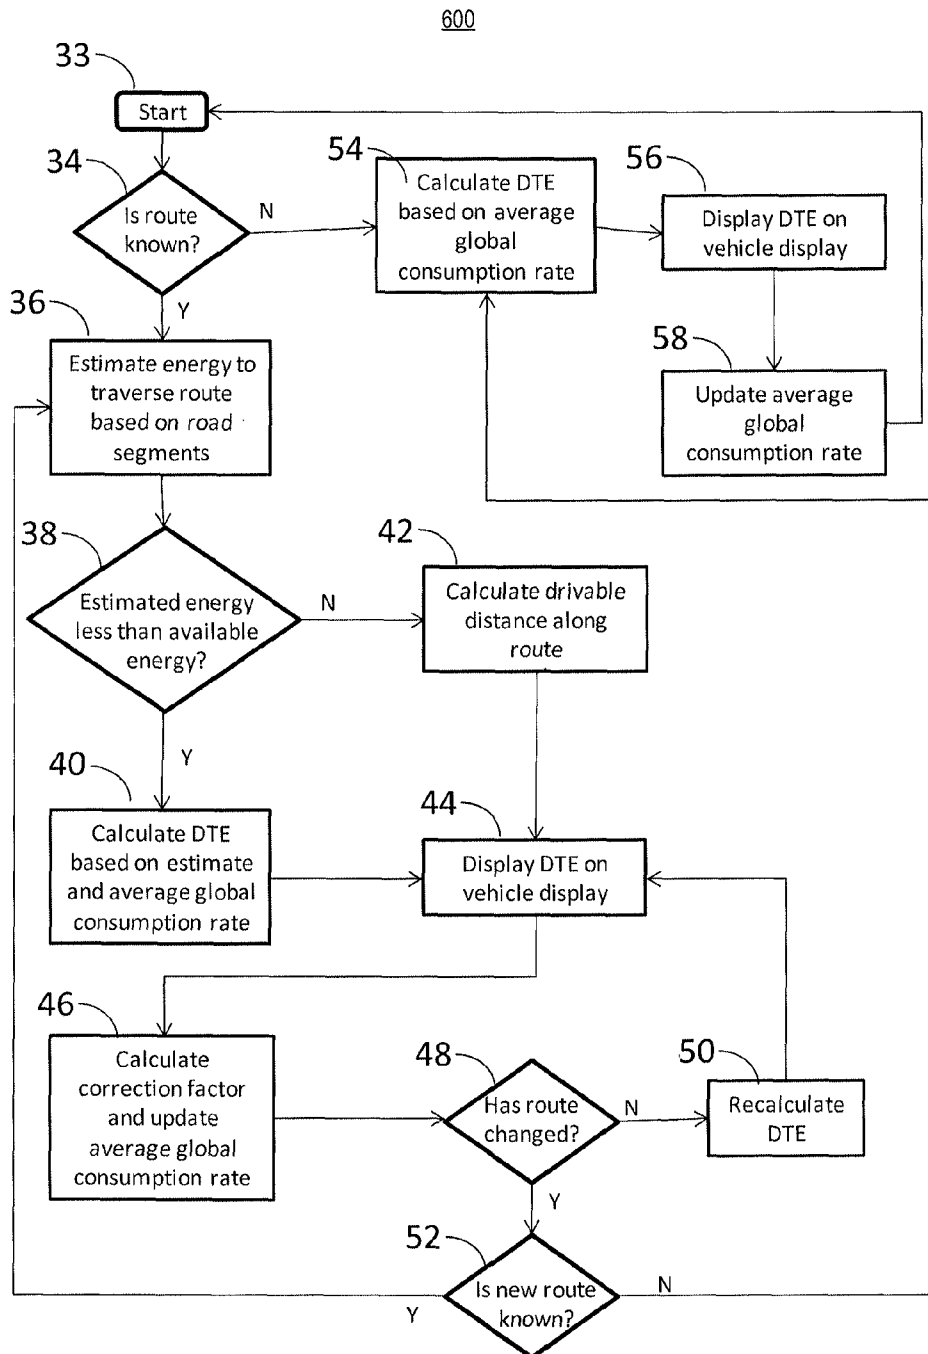 600
33
Start
34
Is route
known?
N
Y
54
Calculate DTE
based on average
global
consumption rate
56
Display DTE on
vehicle display
58
Update average
global
consumption rate
36
Estimate energy to
traverse route
based on road
segments
38
Estimated energy
less than available
energy?
N
Y
42
Calculate drivable
distance along
route
40
Calculate DTE
based on estimate
and average global
consumption rate
44
Display DTE on
vehicle display
46
Calculate
correction factor
and update
average global
consumption rate
48
Has route
changed?
N
Y
50
Recalculate
DTE
52
Is new route
known?
Y
N